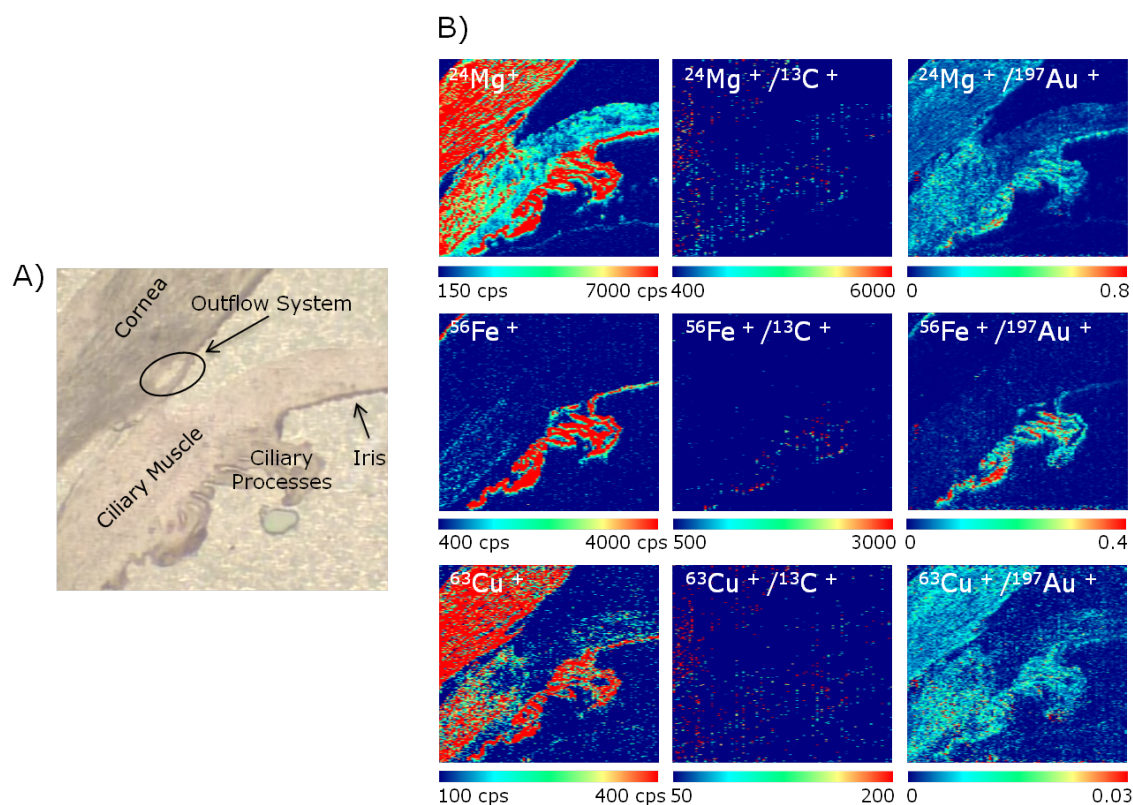 B)
24Mg+
24Mg+/13C+
24Mg+/197Au+
150 cps 7000 cps
400 6000
0 0.8
A)
Cornea
Outflow System
Ciliary Muscle
Ciliary
Processes
Iris
56Fe+
56Fe+/13C+
56Fe+/197Au+
400 cps 4000 cps
500 3000
0 0.4
63Cu+
63Cu+/13C+
63Cu+/197Au+
100 cps 400 cps
50 200
0 0.03